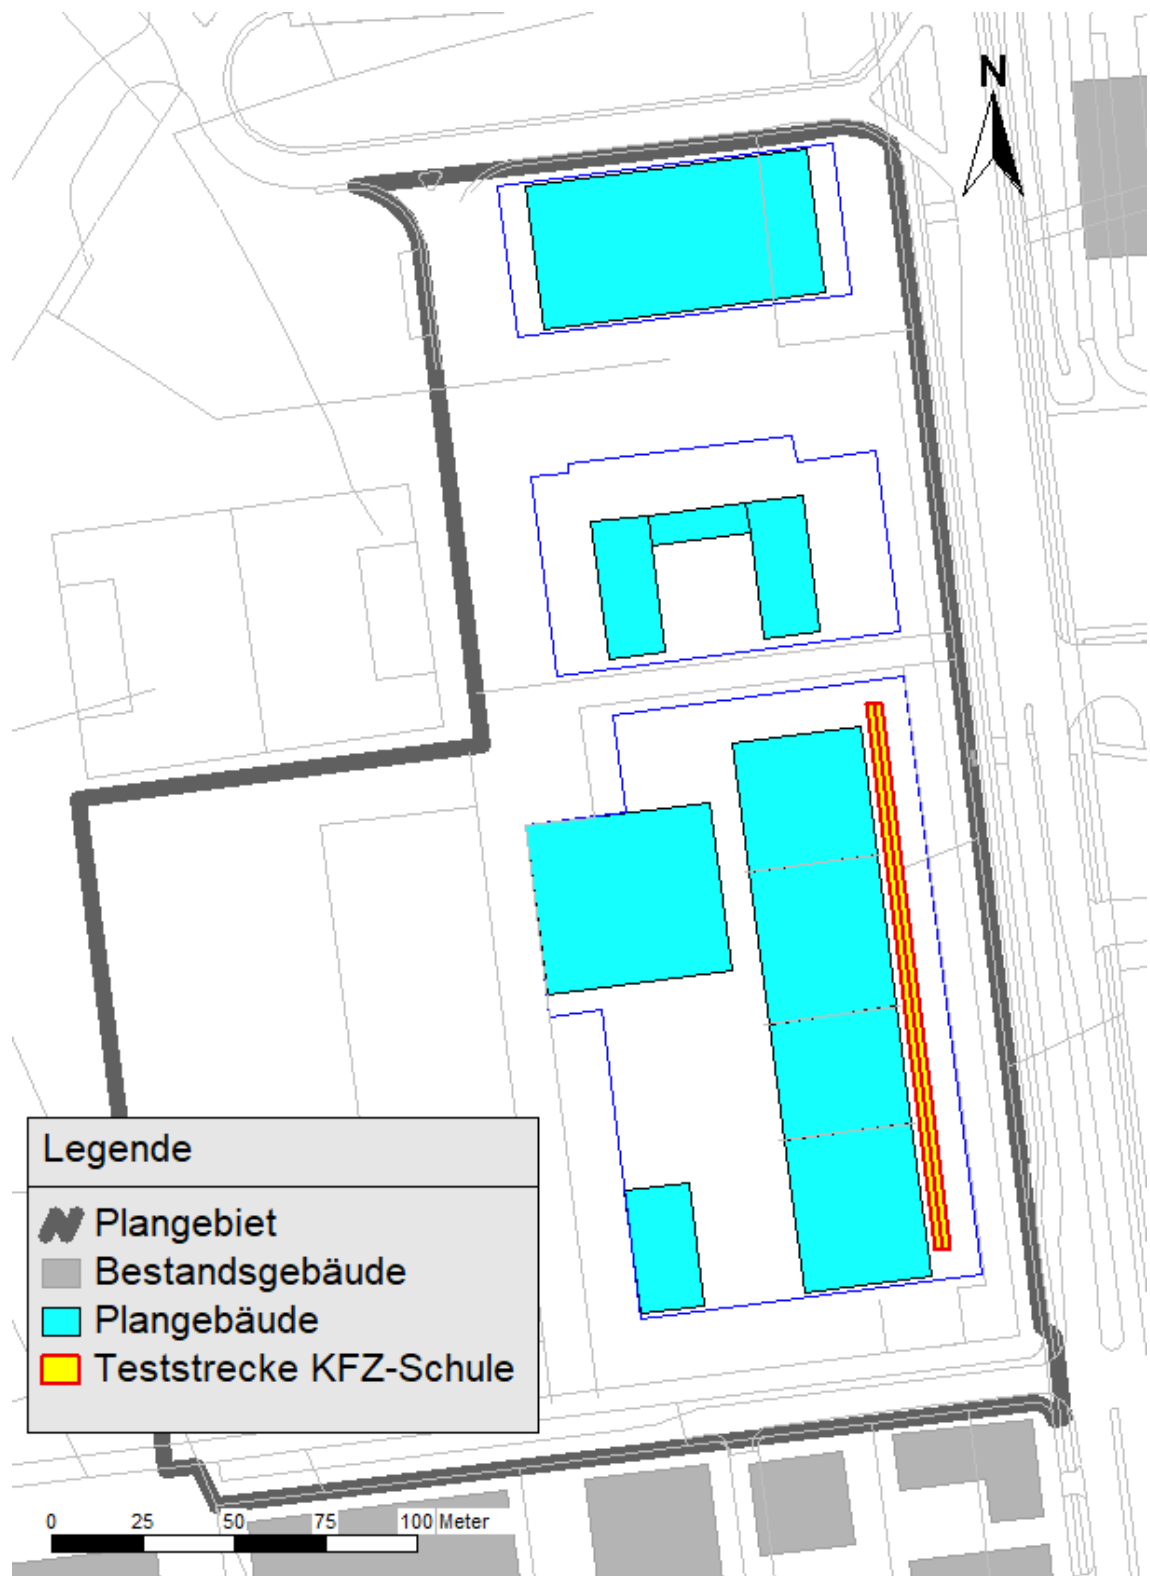 N
Legende
Plangebiet
Bestandsgebäude
Plangebäude
Teststrecke KFZ-Schule
0 25 50 75 100 Meter